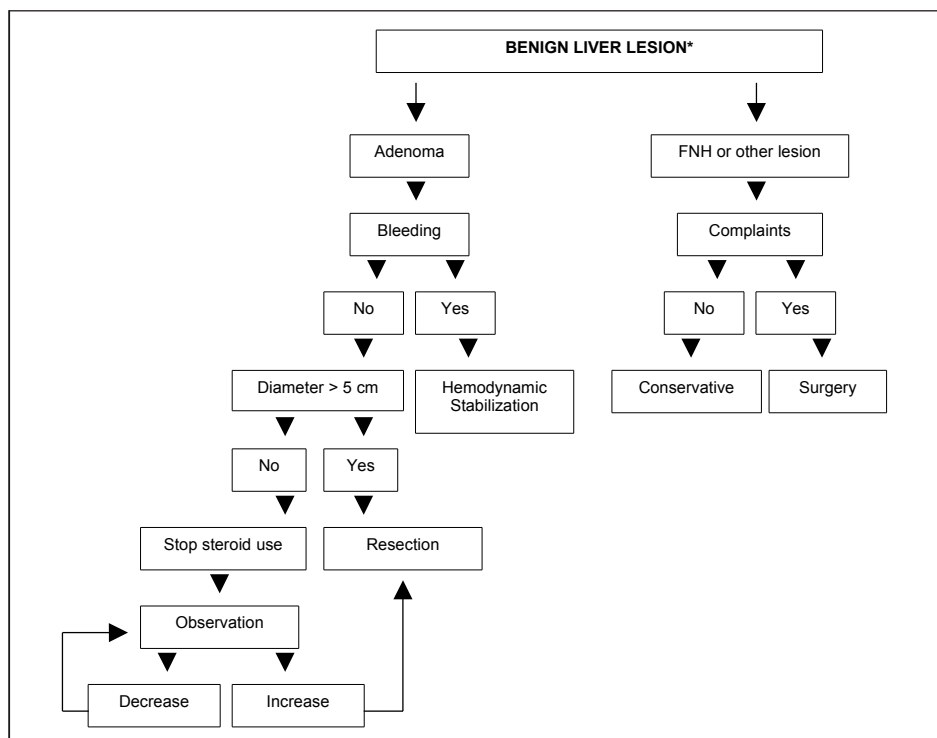 BENIGN LIVER LESION*
Adenoma
FNH or other lesion
Bleeding
Complaints
No
Yes
No
Yes
Diameter > 5 cm
Hemodynamic
Stabilization
Conservative
Surgery
No
Yes
Stop steroid use
Resection
Observation
Decrease
Increase